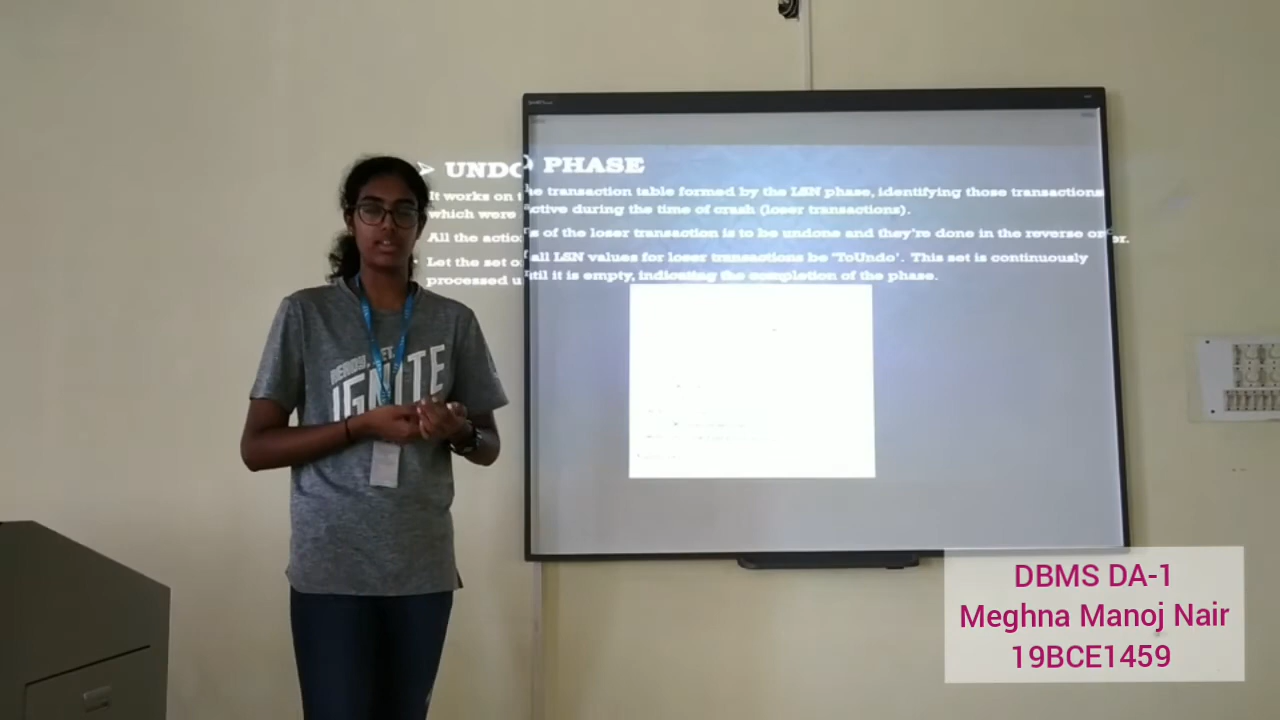 ➢ UNDO PHASE
It works on the transaction table formed by the LSN phase, identifying those transactions
which were active during the time of crash (loser transactions).
All the actions of the loser transaction is to be undone and they're done in the reverse order.
Let the set of all LSN values for loser transactions be 'ToUndo'. This set is continuously
processed until it is empty, indicating the completion of the phase.
IGNITE
DBMS DA-1
Meghna Manoj Nair
19BCE1459